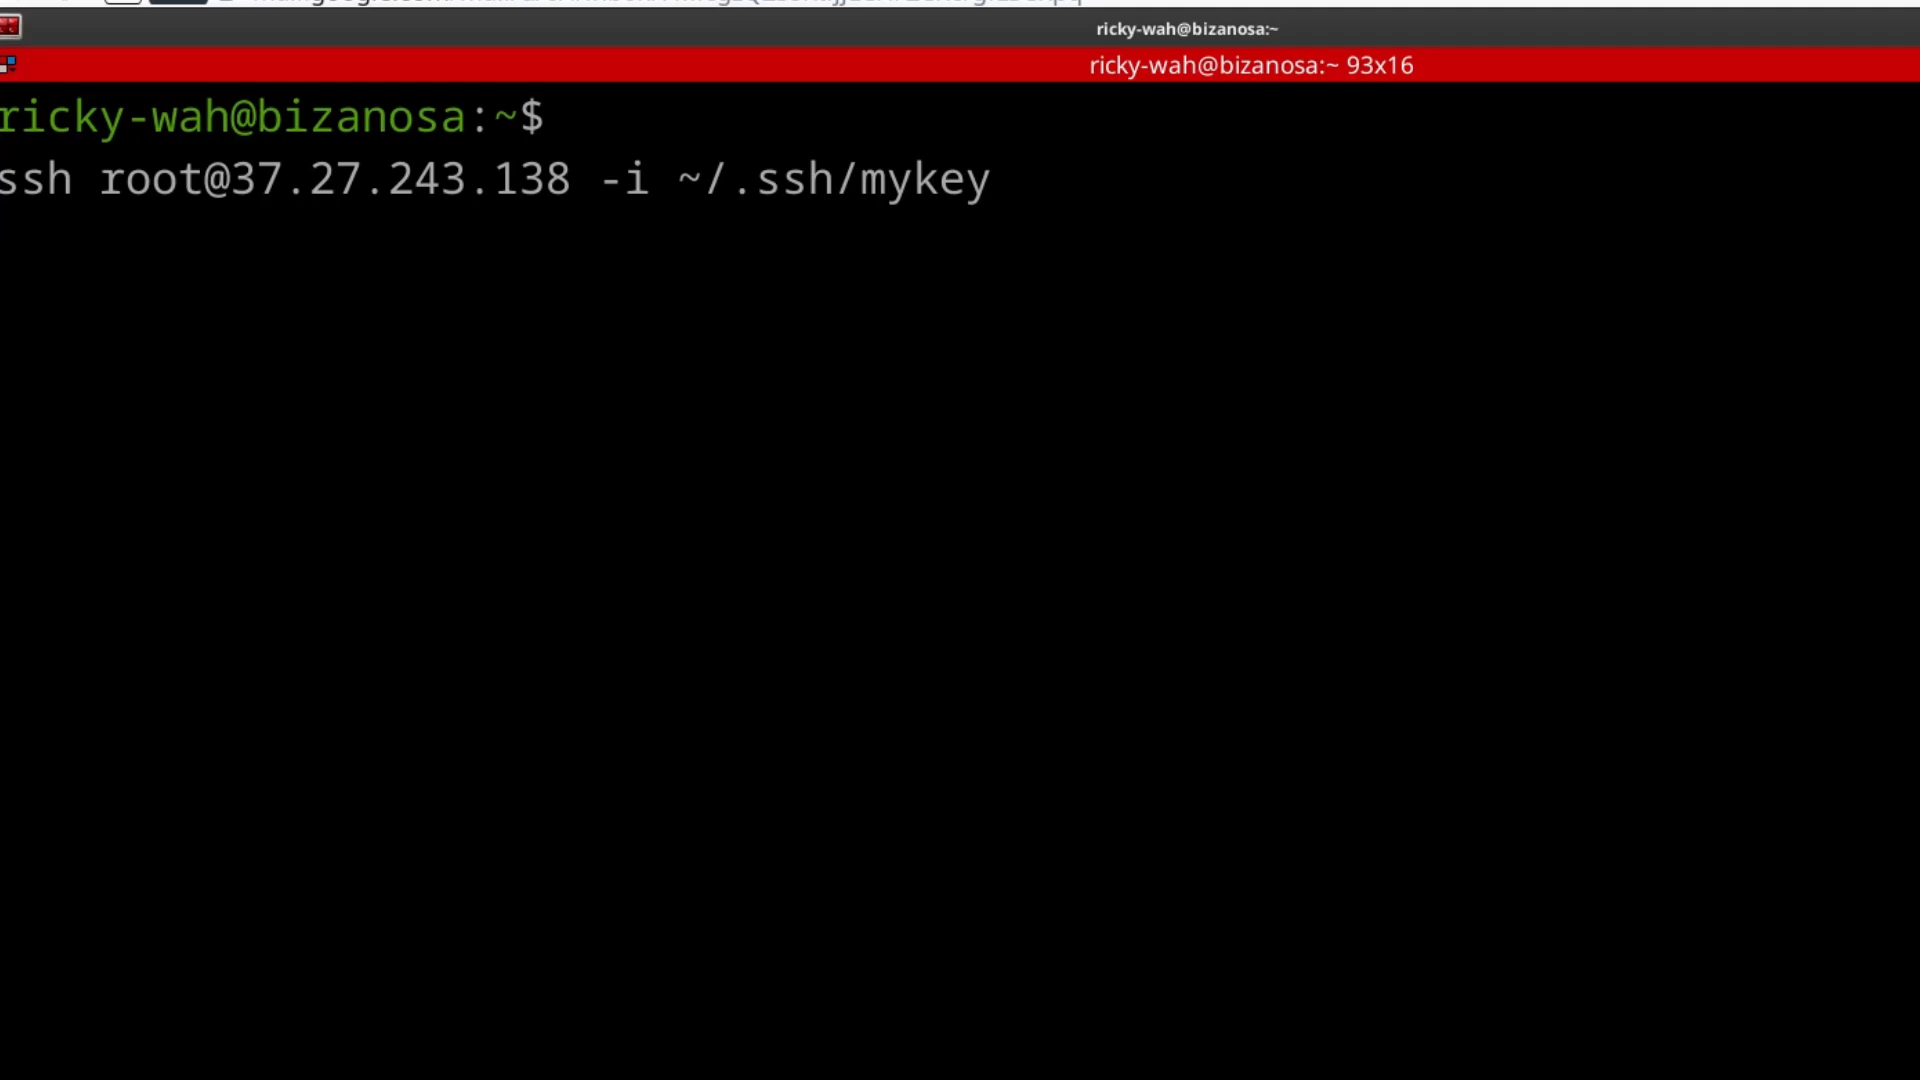 ricky-wah@bizanosa:~
ricky-wah@bizanosa:~ 93x16
ricky-wah@bizanosa:~$
ssh root@37.27.243.138 -i ~/.ssh/mykey